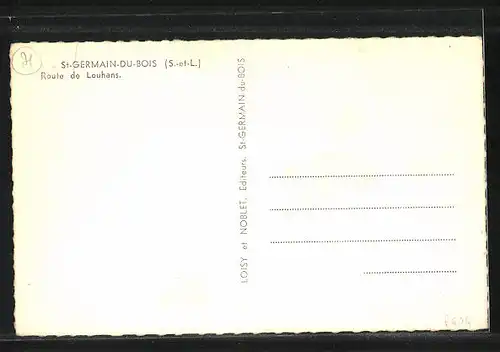 St-GERMAIN-DU-BOIS (S.-et-L.)
Route de Louhans.
LOISY et NOBLET, Editeurs. St-GERMAIN du-BOIS